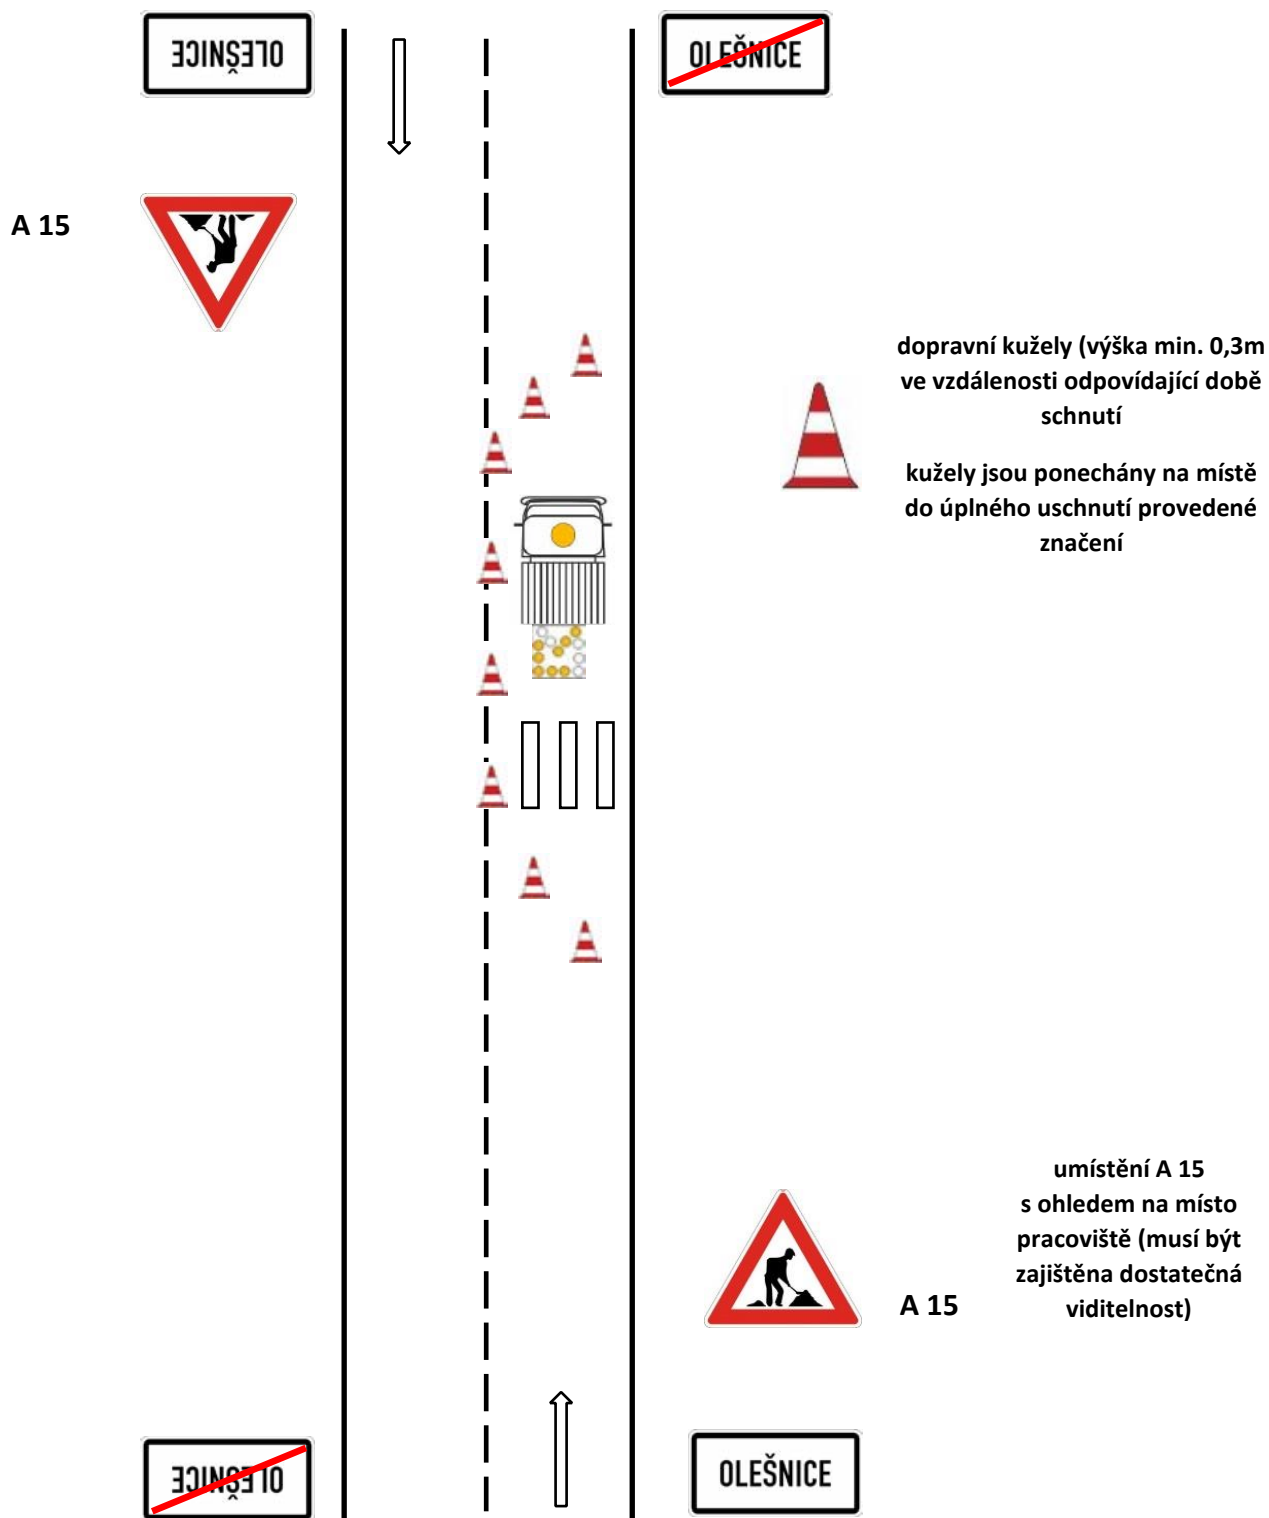 OLEŠNICE
OLEŠNICE
A 15
dopravní kužely (výška min. 0,3m
ve vzdálenosti odpovídající době
schnutí
kužely jsou ponechány na místě
do úplného uschnutí provedené
značení
umístění A 15
s ohledem na místo
pracoviště (musí být
zajištěna dostatečná
viditelnost)
A 15
OLEŠNICE
OLEŠNICE